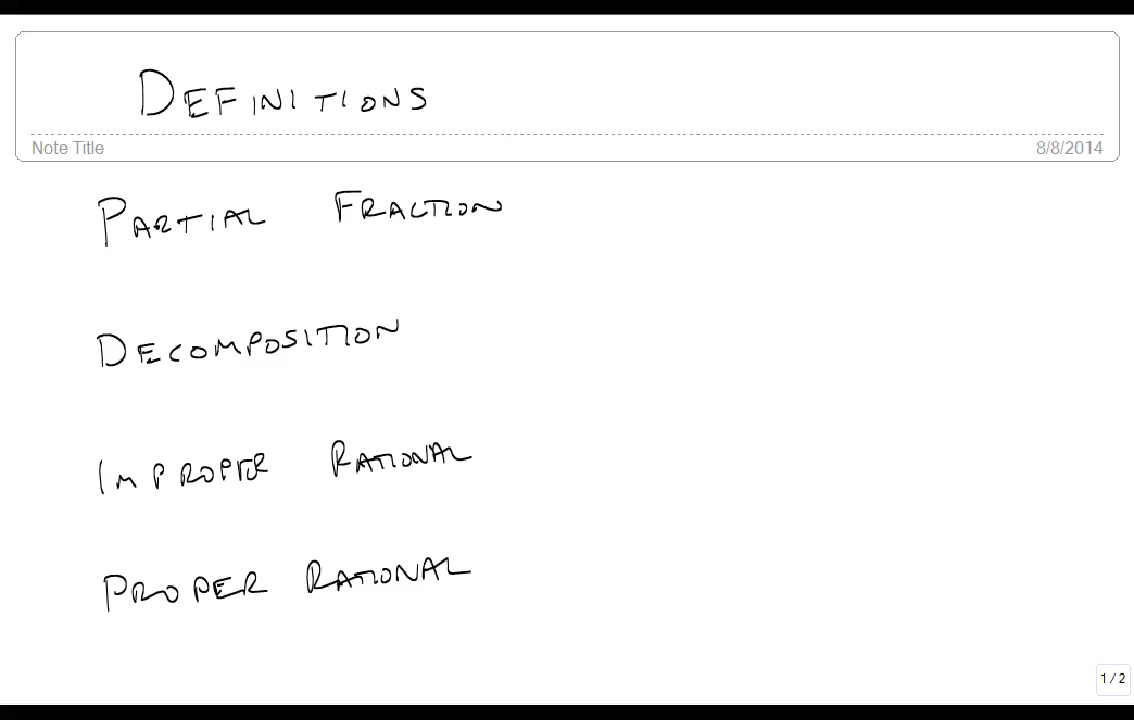 DEFINITIONS
Note Title
8/8/2014
PARTIAL FRACTION
DECOMPOSITION
IMPROPER RATIONAL
PROPER RATIONAL
1/2